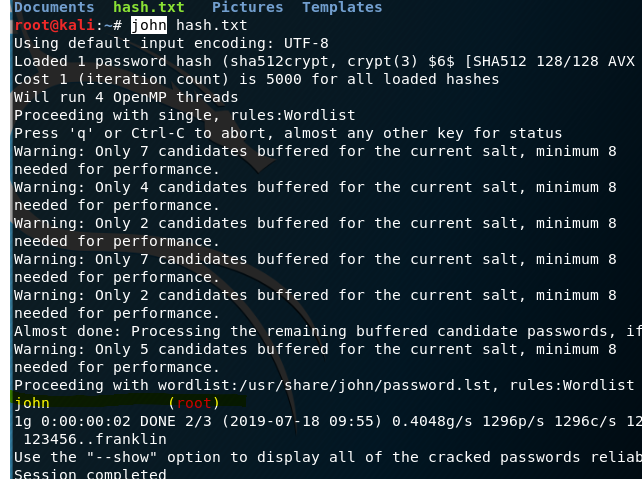 Documents hash.txt Pictures Templates
root@kali:~# john hash.txt
Using default input encoding: UTF-8
Loaded 1 password hash (sha512crypt, crypt(3) $6$ [SHA512 128/128 AVX
Cost 1 (iteration count) is 5000 for all loaded hashes
Will run 4 OpenMP threads
Proceeding with single, rules:Wordlist
Press 'q' or Ctrl-C to abort, almost any other key for status
Warning: Only 7 candidates buffered for the current salt, minimum 8
needed for performance.
Warning: Only 4 candidates buffered for the current salt, minimum 8
needed for performance.
Warning: Only 2 candidates buffered for the current salt, minimum 8
needed for performance.
Warning: Only 7 candidates buffered for the current salt, minimum 8
needed for performance.
Warning: Only 2 candidates buffered for the current salt, minimum 8
needed for performance.
Almost done: Processing the remaining buffered candidate passwords, if
Warning: Only 5 candidates buffered for the current salt, minimum 8
needed for performance.
Proceeding with wordlist:/usr/share/john/password.lst, rules:Wordlist
john (root)
1g 0:00:00:02 DONE 2/3 (2019-07-18 09:55) 0.4048g/s 1296p/s 1296c/s 12
123456..franklin
Use the "--show" option to display all of the cracked passwords reliab
Session completed